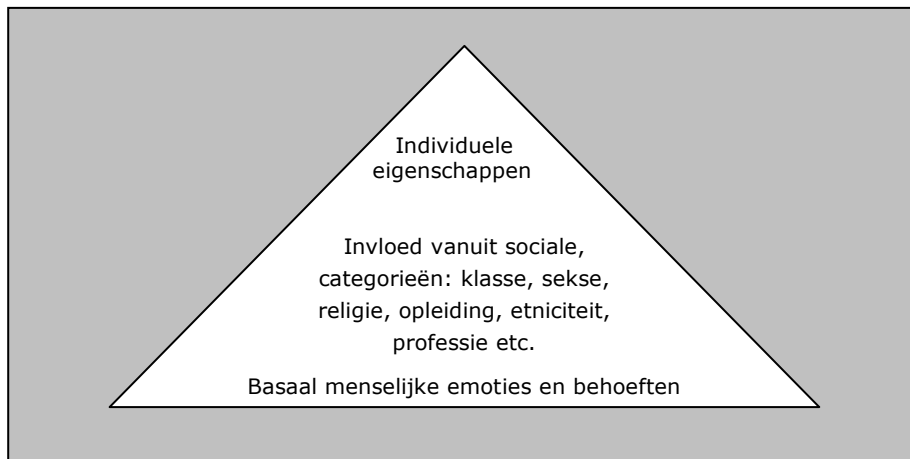 Individuele
eigenschappen
Invloed vanuit sociale,
categorieën: klasse, sekse,
religie, opleiding, etniciteit,
professie etc.
Basaal menselijke emoties en behoeften